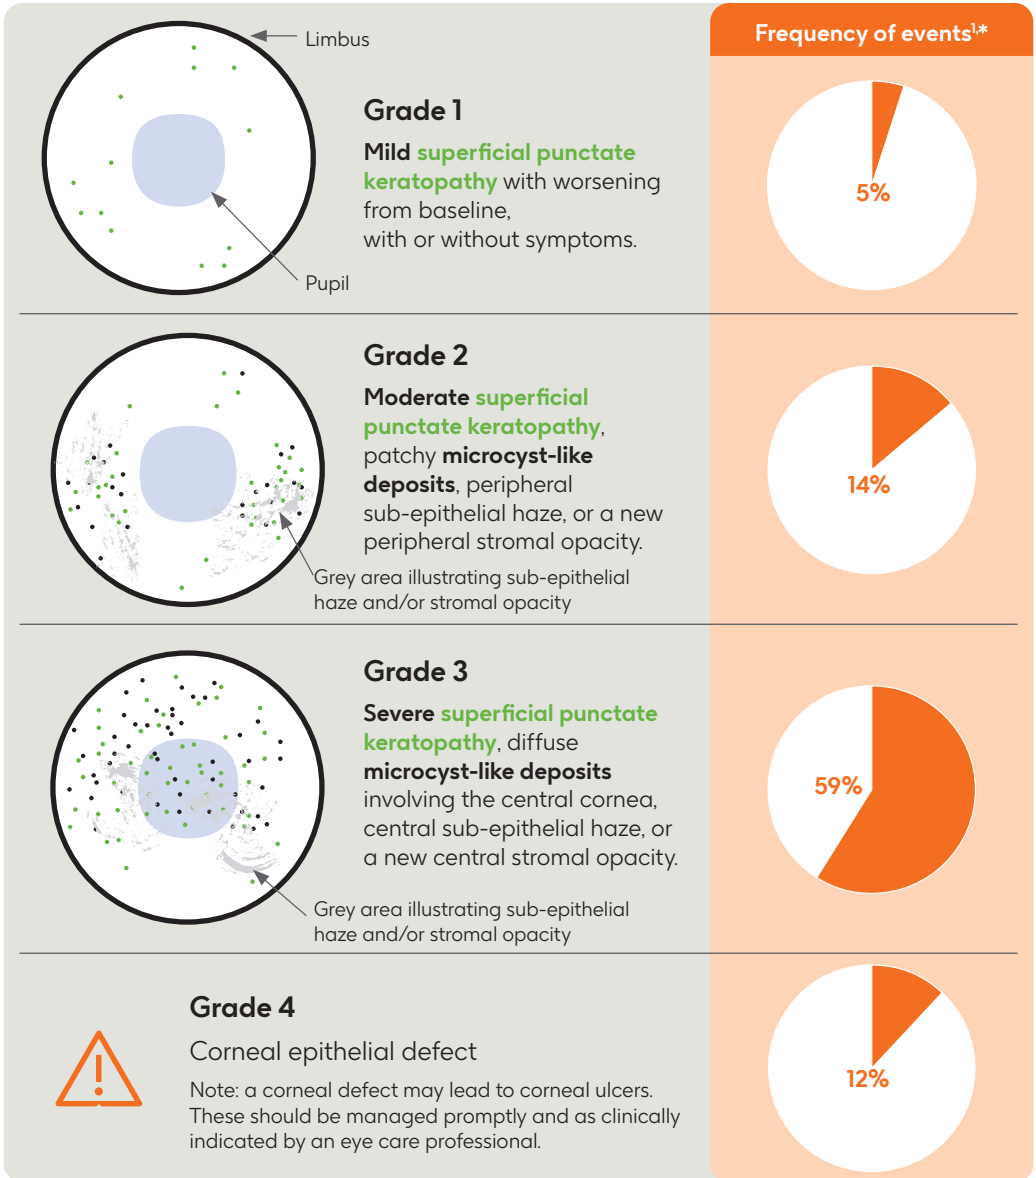 Limbus
Frequency of events¹,*
Grade 1
Mild superficial punctate
keratopathy with worsening
from baseline,
with or without symptoms.
5%
Pupil
Grade 2
Moderate superficial
punctate keratopathy,
patchy microcyst-like
deposits, peripheral
sub-epithelial haze, or a new
peripheral stromal opacity.
14%
Grey area illustrating sub-epithelial
haze and/or stromal opacity
Grade 3
Severe superficial punctate
keratopathy, diffuse
microcyst-like deposits
involving the central cornea,
central sub-epithelial haze, or
a new central stromal opacity.
59%
Grey area illustrating sub-epithelial
haze and/or stromal opacity
Grade 4
Corneal epithelial defect
Note: a corneal defect may lead to corneal ulcers.
These should be managed promptly and as clinically
indicated by an eye care professional.
12%